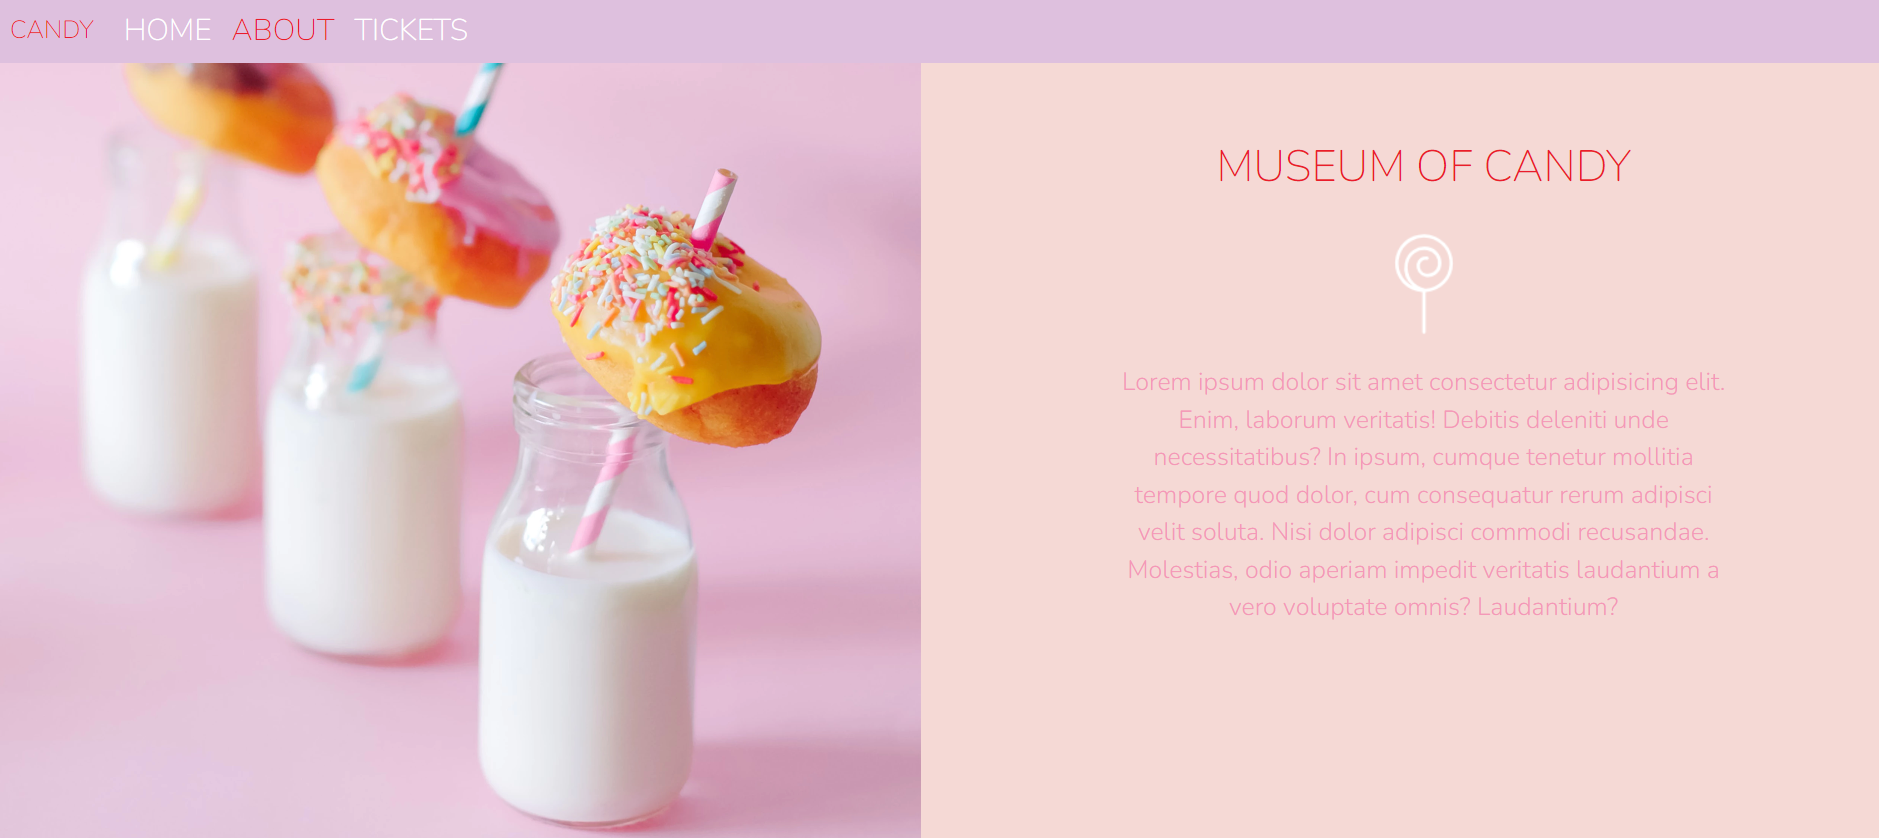 CANDY HOME ABOUT TICKETS
MUSEUM OF CANDY
Lorem ipsum dolor sit amet consectetur adipisicing elit.
Enim, laborum veritatis! Debitis deleniti unde
necessitatibus? In ipsum, cumque tenetur mollitia
tempore quod dolor, cum consequatur rerum adipisci
velit soluta. Nisi dolor adipisci commodi recusandae.
Molestias, odio aperiam impedit veritatis laudantium a
vero voluptate omnis? Laudantium?